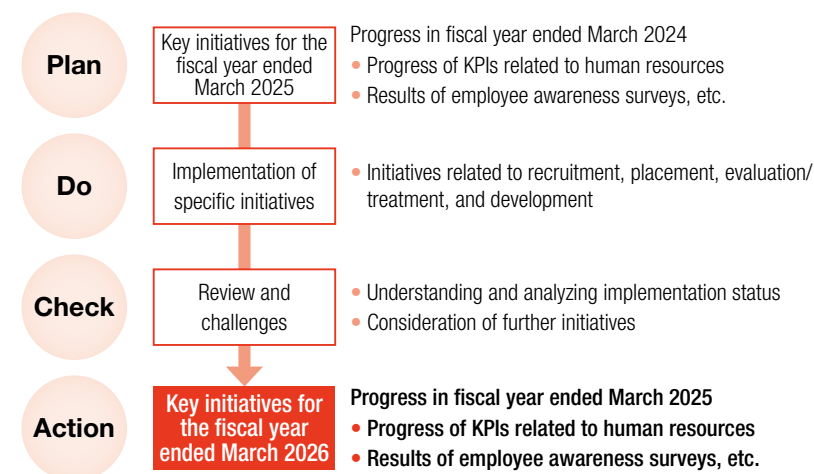 Plan
Key initiatives for the
fiscal year ended
March 2025
Progress in fiscal year ended March 2024
• Progress of KPIs related to human resources
• Results of employee awareness surveys, etc.
Do
Implementation of
specific initiatives
• Initiatives related to recruitment, placement, evaluation/
treatment, and development
Check
Review and
challenges
• Understanding and analyzing implementation status
• Consideration of further initiatives
Action
Key initiatives for
the fiscal year
ended March 2026
Progress in fiscal year ended March 2025
• Progress of KPIs related to human resources
• Results of employee awareness surveys, etc.